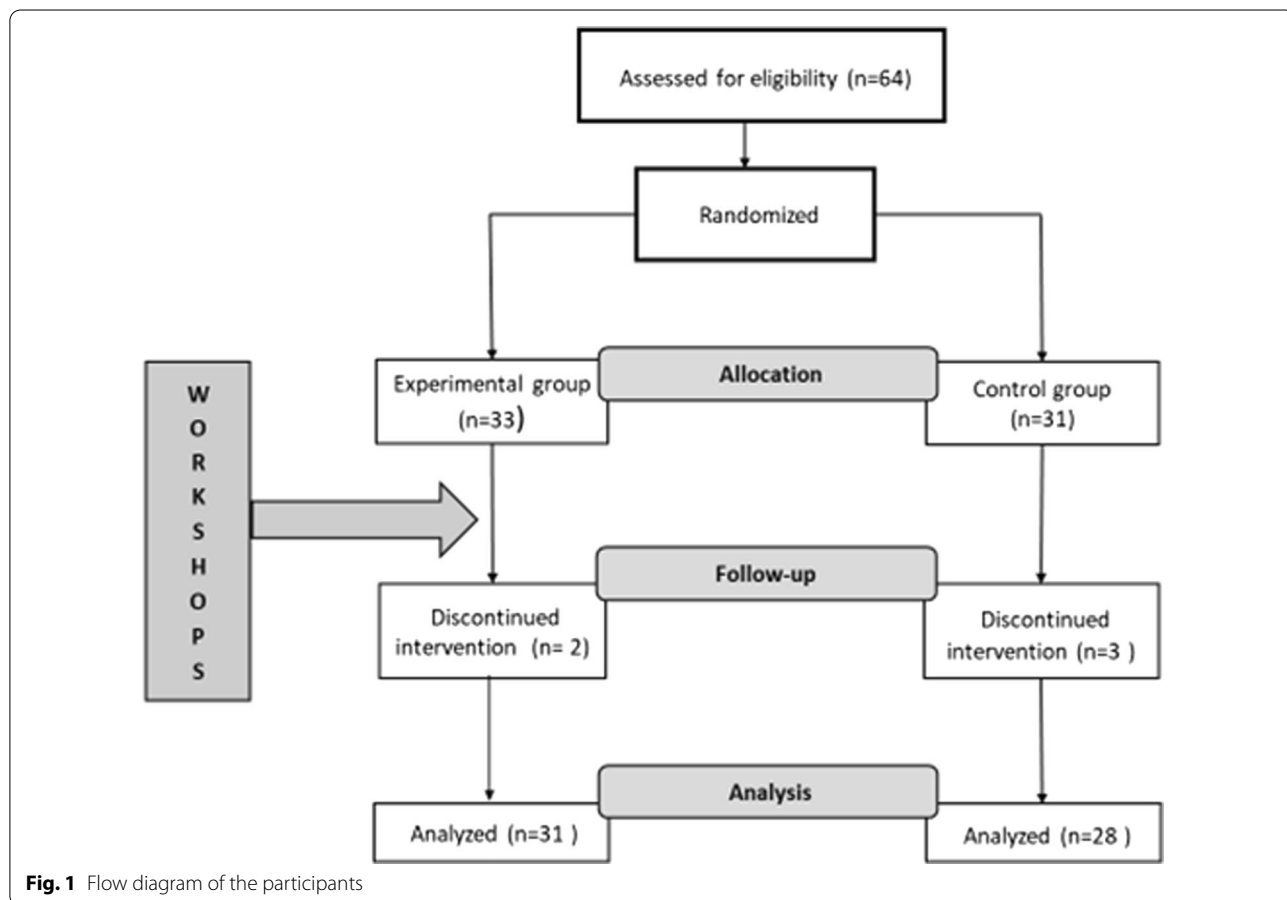 Assessed for eligibility (n=64)
Randomized
Allocation
Experimental group
(n=33)
Control group
(n=31)
W
O
R
K
S
H
O
P
S
Follow-up
Discontinued
intervention (n= 2)
Discontinued
intervention (n=3 )
Analysis
Analyzed (n=31 )
Analyzed (n=28 )
Fig. 1 Flow diagram of the participants